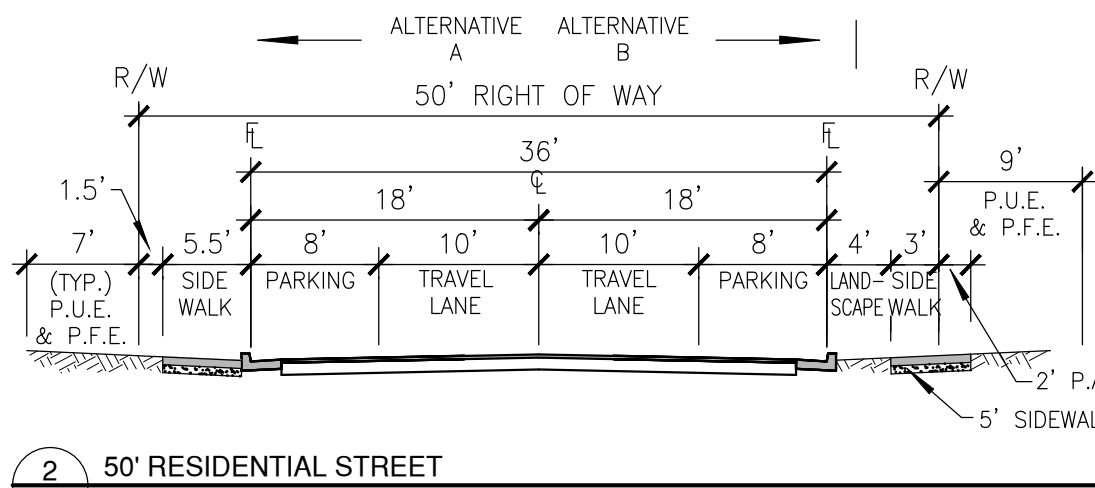 ALTERNATIVE ALTERNATIVE
A B
R/W R/W
50' RIGHT OF WAY
FL FL
36'
9'
CL
1.5' 18' 18' P.U.E.
& P.F.E.
7' 5.5' 8' 10' 10' 8' 4' 3'
(TYP.) SIDE PARKING TRAVEL TRAVEL PARKING LAND- SIDE
P.U.E. WALK LANE LANE SCAPE WALK
& P.F.E.
2'
5'
2 50' RESIDENTIAL STREET